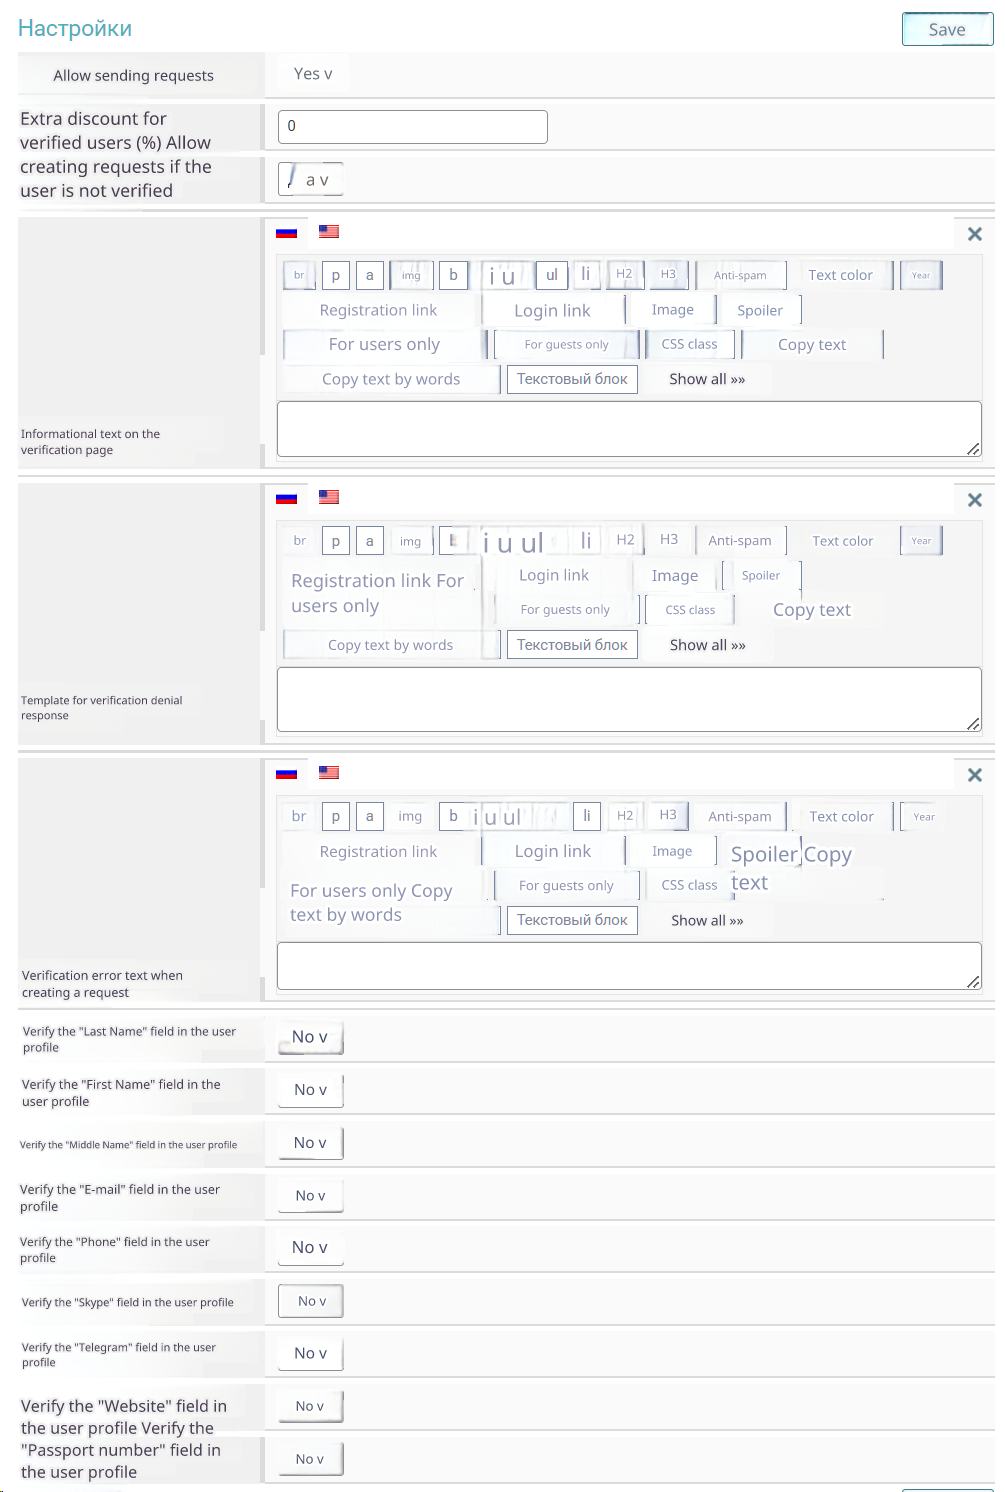 Настройки
Save
Allow sending requests
Yes v
Extra discount for
verified users (%) Allow
creating requests if the
user is not verified
0
a v
br p a img b i u ul li H2 H3 Anti-spam Text color Year
Registration link Login link Image Spoiler
For users only For guests only CSS class Copy text
Copy text by words Текстовый блок Show all »»
Informational text on the
verification page
br p a img i u ul li H2 H3 Anti-spam Text color Year
Registration link For
users only
Login link Image Spoiler
For guests only CSS class Copy text
Copy text by words Текстовый блок Show all »»
Template for verification denial
response
br p a img b i u ul li H2 H3 Anti-spam Text color Year
Registration link Login link Image
Spoiler Copy
text
For users only Copy
text by words
For guests only CSS class
Текстовый блок Show all »»
Verification error text when
creating a request
Verify the "Last Name" field in the user
profile
No v
Verify the "First Name" field in the
user profile
No v
Verify the "Middle Name" field in the user profile
No v
Verify the "E-mail" field in the user
profile
No v
Verify the "Phone" field in the user
profile
No v
Verify the "Skype" field in the user profile
No v
Verify the "Telegram" field in the user
profile
No v
Verify the "Website" field in
the user profile Verify the
"Passport number" field in
the user profile
No v
No v